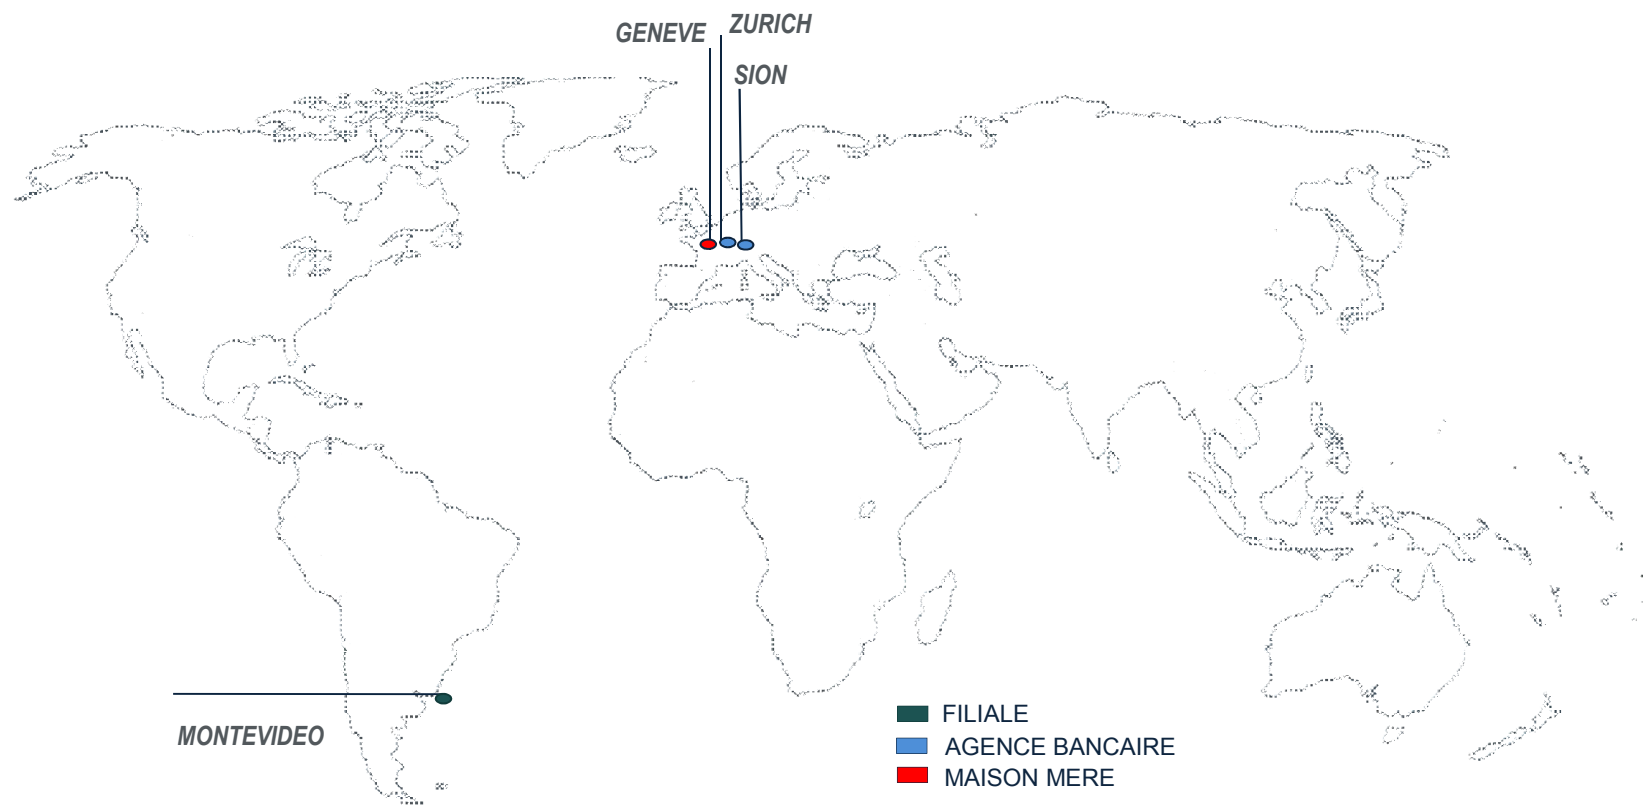 GENEVE
ZURICH
SION
MONTEVIDEO
FILIALE
AGENCE BANCAIRE
MAISON MERE